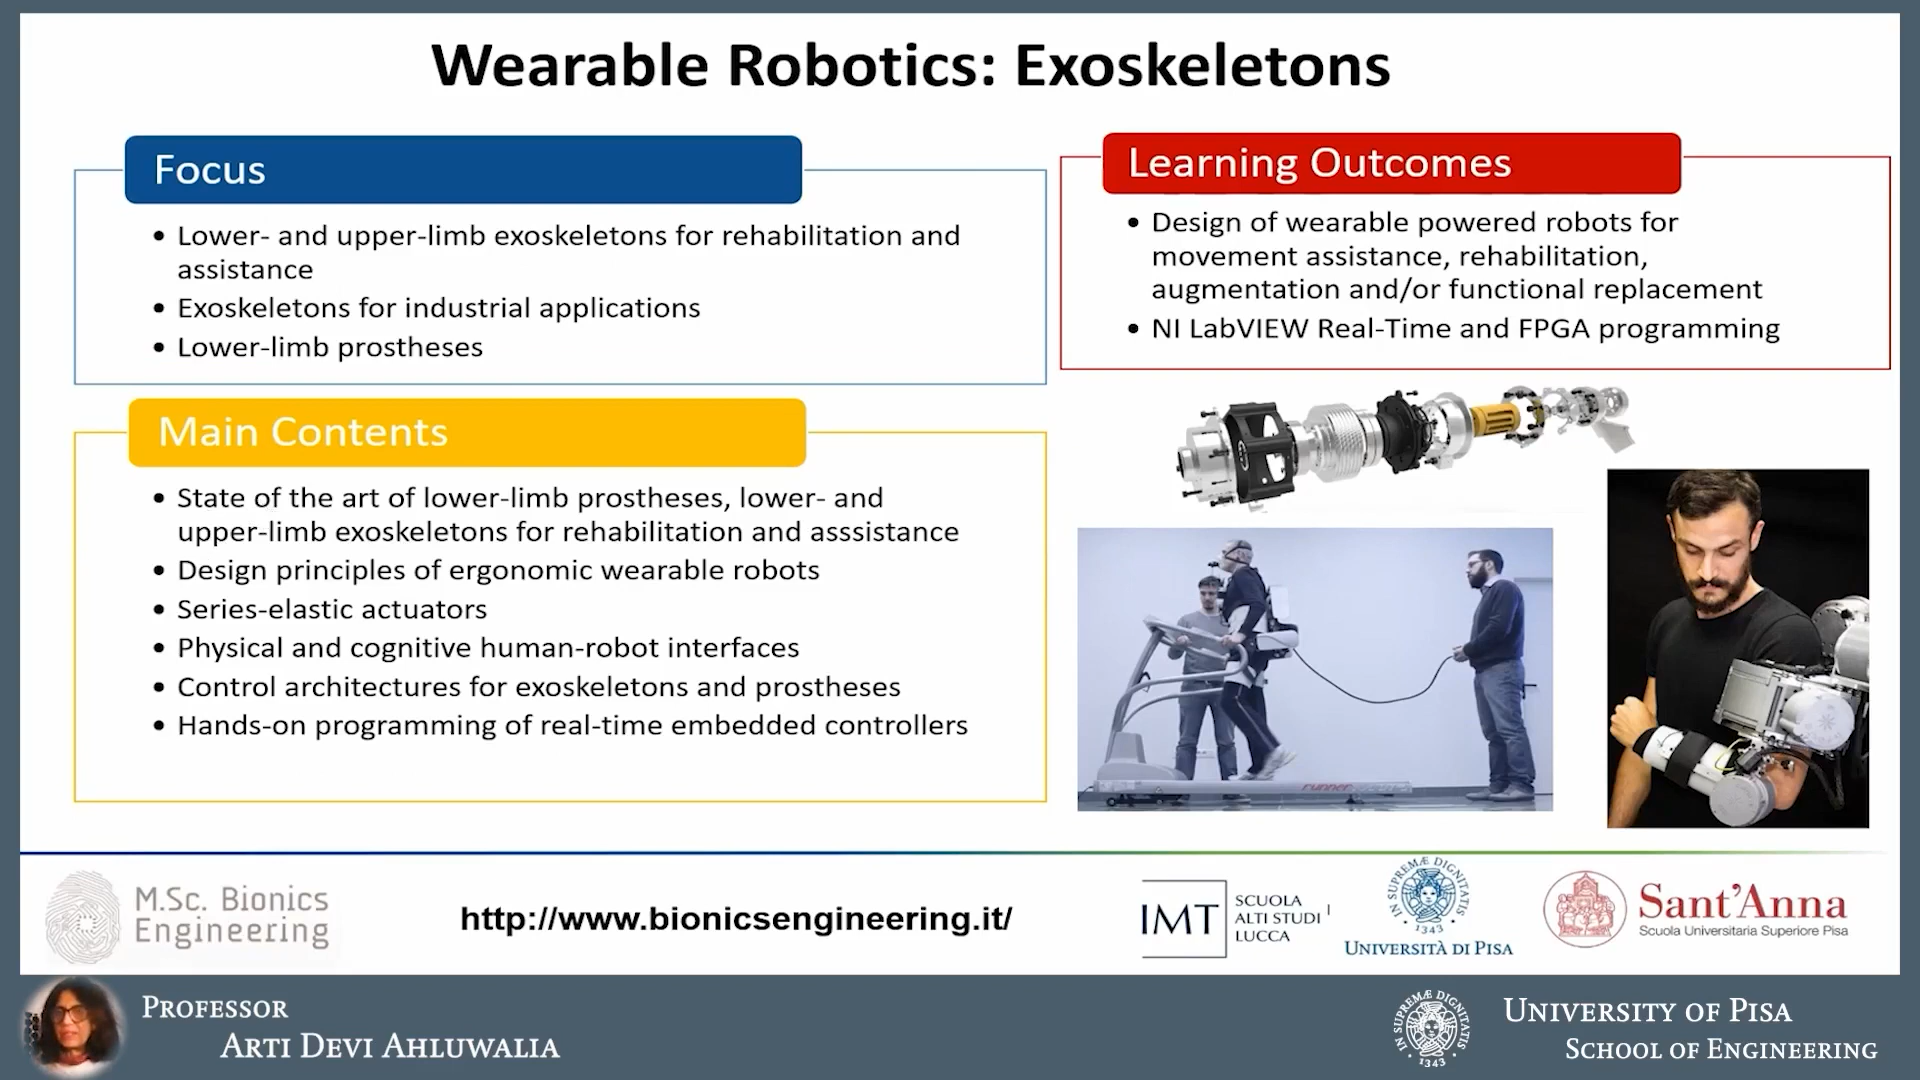 Wearable Robotics: Exoskeletons
Focus
• Lower- and upper-limb exoskeletons for rehabilitation and
assistance
• Exoskeletons for industrial applications
• Lower-limb prostheses
Main Contents
• State of the art of lower-limb prostheses, lower- and
upper-limb exoskeletons for rehabilitation and asssistance
• Design principles of ergonomic wearable robots
• Series-elastic actuators
• Physical and cognitive human-robot interfaces
• Control architectures for exoskeletons and prostheses
• Hands-on programming of real-time embedded controllers
Learning Outcomes
• Design of wearable powered robots for
movement assistance, rehabilitation,
augmentation and/or functional replacement
• NI LabVIEW Real-Time and FPGA programming
runner
M.Sc. Bionics
Engineering
http://www.bionicsengineering.it/
IMT
SCUOLA
ALTI STUDI
LUCCA
IN SUPREMÆ DIGNITATIS
1343
UNIVERSITÀ DI PISA
Sant'Anna
Scuola Universitaria Superiore Pisa
PROFESSOR
ARTI DEVI AHLUWALIA
IN SUPREMÆ DIGNITATIS
1343
UNIVERSITY OF PISA
SCHOOL OF ENGINEERING